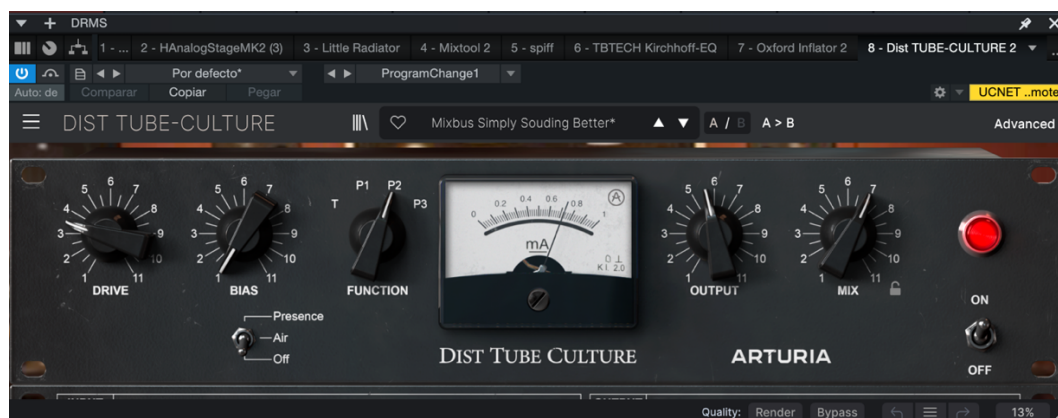 DRMS
1 - ...
2 - HAnalogStageMK2 (3)
3 - Little Radiator
4 - Mixtool 2
5 - spiff
6 - TBTECH Kirchhoff-EQ
7 - Oxford Inflator 2
8 - Dist TUBE-CULTURE 2
Por defecto*
ProgramChange1
Auto: de
Comparar
Copiar
Pegar
UCNET ..mote
DIST TUBE-CULTURE
Mixbus Simply Souding Better*
A / B
A > B
Advanced
1 2 3 4 5 6 7 8 9 10 11
DRIVE
1 2 3 4 5 6 7 8 9 10 11
BIAS
T P1 P2 P3
FUNCTION
0 0.2 0.4 0.6 0.8 1
A
mA
K I 2.0
1 2 3 4 5 6 7 8 9 10 11
OUTPUT
1 2 3 4 5 6 7 8 9 10 11
MIX
Presence
Air
Off
ON
OFF
DIST TUBE CULTURE
ARTURIA
Quality:
Render
Bypass
13%